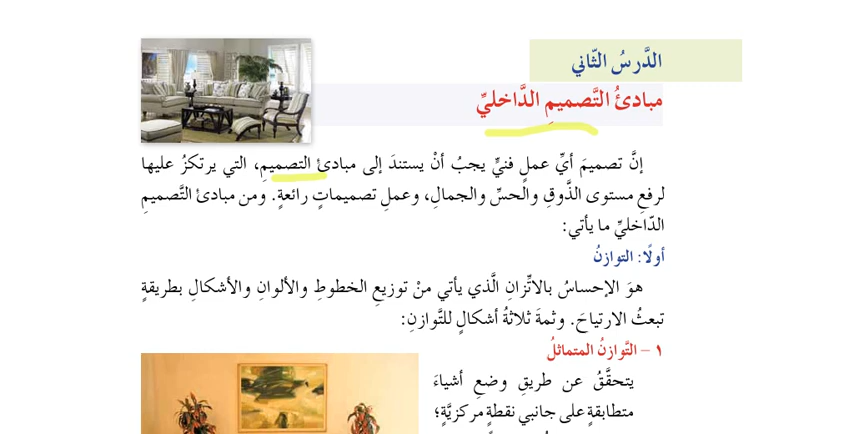 الدَّرسُ الثّاني
مبادئُ التَّصميمِ الدَّاخليِّ
إنَّ تصميمَ أيِّ عملٍ فنيٍّ يجبُ أنْ يستندَ إلى مبادئ التصميمِ، التي يرتكزُ عليها
لرفعِ مستوى الذَّوقِ والحسِّ والجمالِ، وعملِ تصميماتٍ رائعةٍ. ومن مبادئ التَّصميمِ
الدّاخليِّ ما يأتي:
أولًا: التوازنُ
هوَ الإحساسُ بالاتِّزانِ الَّذي يأتي منْ توزيعِ الخطوطِ والألوانِ والأشكالِ بطريقةٍ
تبعثُ الارتياحَ. وثمةَ ثلاثةُ أشكالٍ للتَّوازنِ:
١ – التَّوازنُ المتماثلُ
يتحقَّقُ عن طريقِ وضعِ أشياءَ
متطابقةٍ على جانبي نقطةٍ مركزيَّةٍ؛